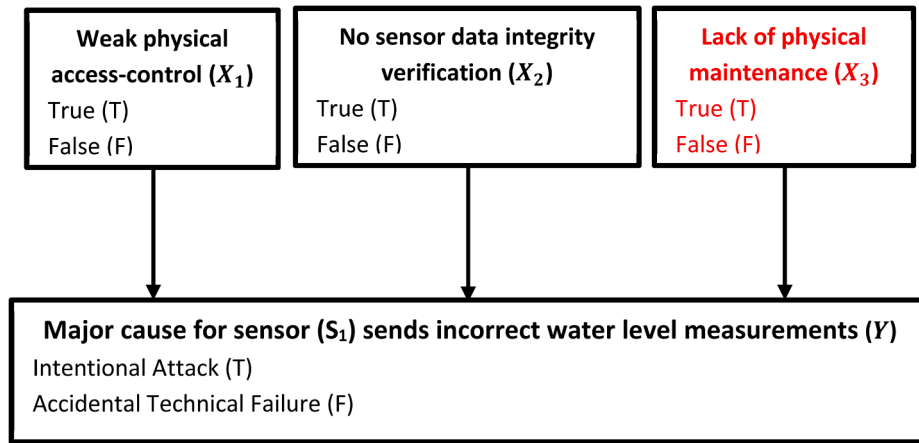 Weak physical
access-control (X₁)
True (T)
False (F)
No sensor data integrity
verification (X₂)
True (T)
False (F)
Lack of physical
maintenance (X₃)
True (T)
False (F)
Major cause for sensor (S₁) sends incorrect water level measurements (Y)
Intentional Attack (T)
Accidental Technical Failure (F)